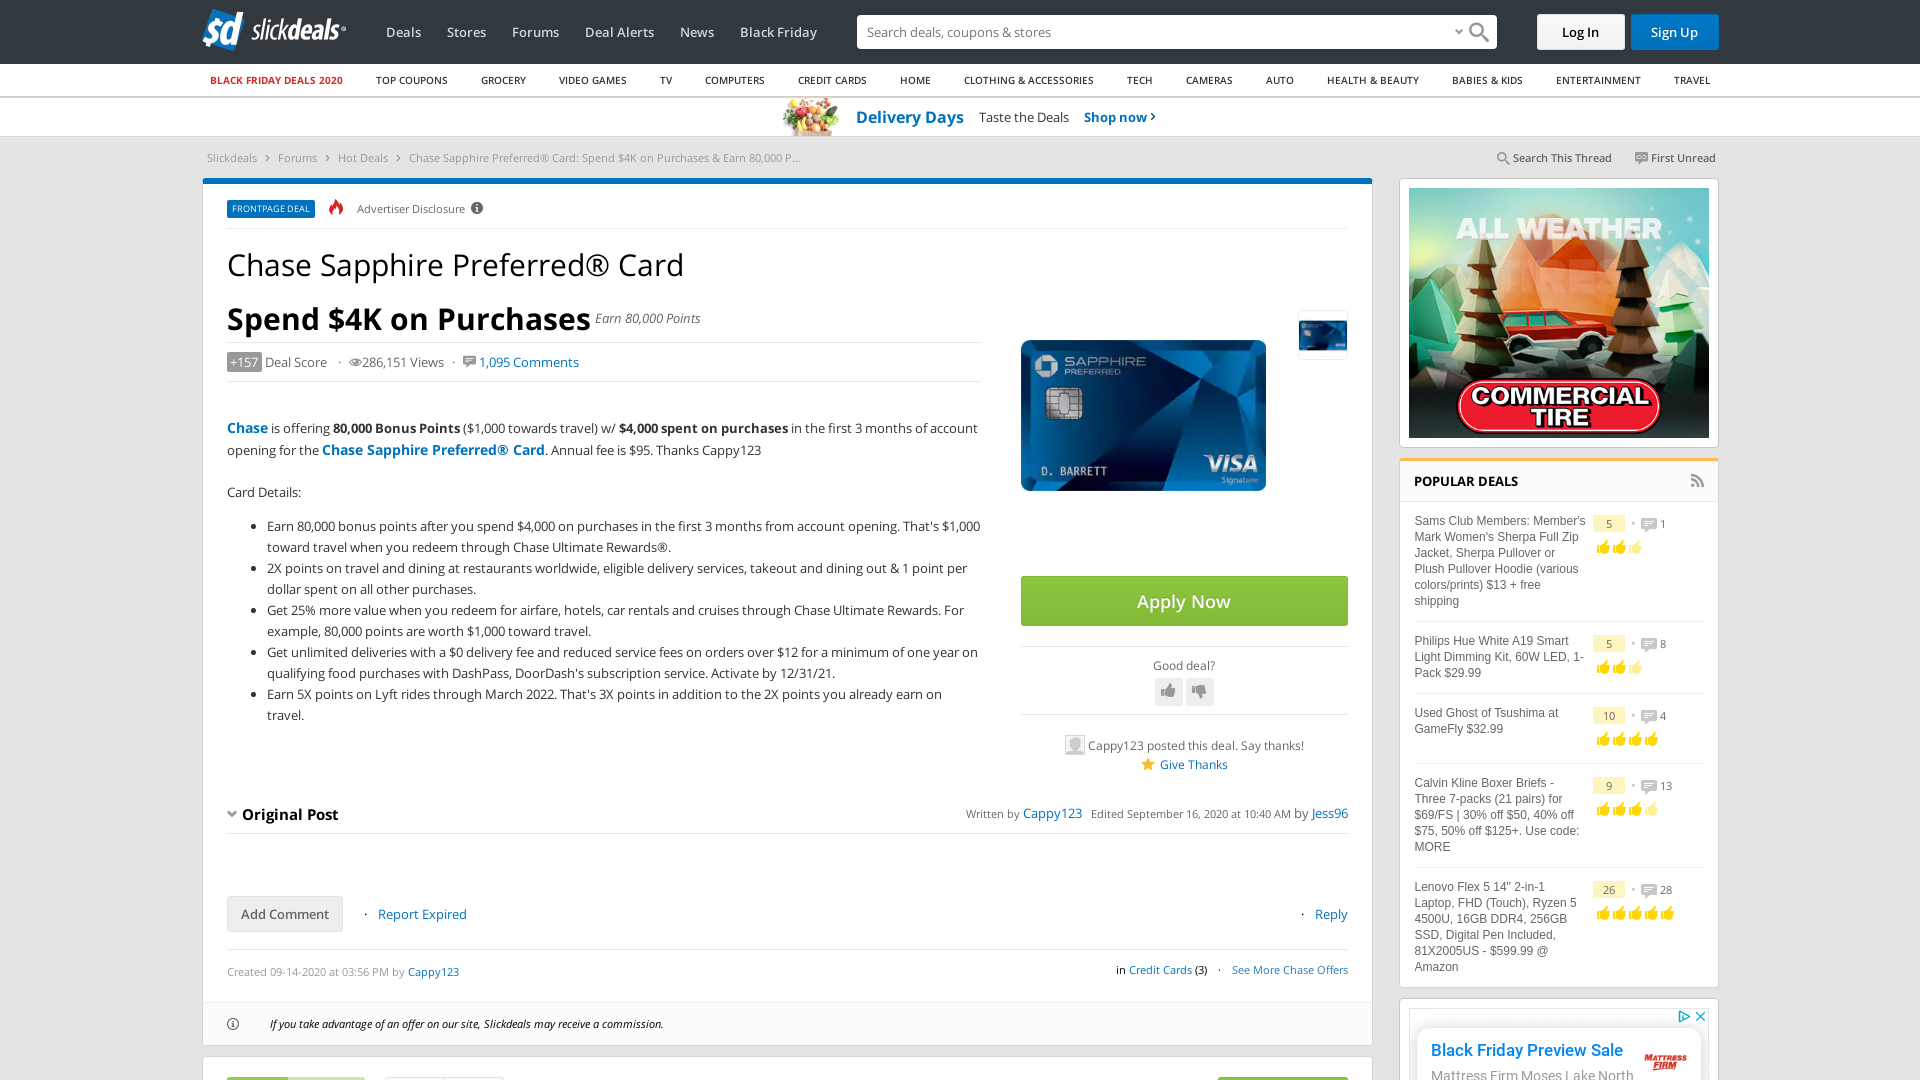 sd slickdeals
Deals Stores Forums Deal Alerts News Black Friday
Search deals, coupons & stores
Log In
Sign Up
BLACK FRIDAY DEALS 2020 TOP COUPONS GROCERY VIDEO GAMES TV COMPUTERS CREDIT CARDS HOME CLOTHING & ACCESSORIES TECH CAMERAS AUTO HEALTH & BEAUTY BABIES & KIDS ENTERTAINMENT TRAVEL
Delivery Days Taste the Deals Shop now
Slickdeals > Forums > Hot Deals > Chase Sapphire Preferred® Card: Spend $4K on Purchases & Earn 80,000 P...
Search This Thread First Unread
FRONTPAGE DEAL Advertiser Disclosure
Chase Sapphire Preferred® Card
Spend $4K on Purchases Earn 80,000 Points
+157 Deal Score · 286,151 Views · 1,095 Comments
Chase is offering 80,000 Bonus Points ($1,000 towards travel) w/ $4,000 spent on purchases in the first 3 months of account
opening for the Chase Sapphire Preferred® Card. Annual fee is $95. Thanks Cappy123
Card Details:
• Earn 80,000 bonus points after you spend $4,000 on purchases in the first 3 months from account opening. That's $1,000
toward travel when you redeem through Chase Ultimate Rewards®.
• 2X points on travel and dining at restaurants worldwide, eligible delivery services, takeout and dining out & 1 point per
dollar spent on all other purchases.
• Get 25% more value when you redeem for airfare, hotels, car rentals and cruises through Chase Ultimate Rewards. For
example, 80,000 points are worth $1,000 toward travel.
• Get unlimited deliveries with a $0 delivery fee and reduced service fees on orders over $12 for a minimum of one year on
qualifying food purchases with DashPass, DoorDash's subscription service. Activate by 12/31/21.
• Earn 5X points on Lyft rides through March 2022. That's 3X points in addition to the 2X points you already earn on
travel.
SAPPHIRE
PREFERRED
D. BARRETT
VISA
Signature
Apply Now
Good deal?
Cappy123 posted this deal. Say thanks!
Give Thanks
Original Post
Written by Cappy123 Edited September 16, 2020 at 10:40 AM by Jess96
Add Comment · Report Expired
· Reply
Created 09-14-2020 at 03:56 PM by Cappy123
in Credit Cards (3) · See More Chase Offers
If you take advantage of an offer on our site, Slickdeals may receive a commission.
ALL WEATHER
COMMERCIAL
TIRE
POPULAR DEALS
Sams Club Members: Member's
Mark Women's Sherpa Full Zip
Jacket, Sherpa Pullover or
Plush Pullover Hoodie (various
colors/prints) $13 + free
shipping
5 • 1
Philips Hue White A19 Smart
Light Dimming Kit, 60W LED, 1-
Pack $29.99
5 • 8
Used Ghost of Tsushima at
GameFly $32.99
10 • 4
Calvin Kline Boxer Briefs -
Three 7-packs (21 pairs) for
$69/FS | 30% off $50, 40% off
$75, 50% off $125+. Use code:
MORE
9 • 13
Lenovo Flex 5 14" 2-in-1
Laptop, FHD (Touch), Ryzen 5
4500U, 16GB DDR4, 256GB
SSD, Digital Pen Included,
81X2005US - $599.99 @
Amazon
26 • 28
Black Friday Preview Sale
MATTRESS
FIRM
Mattress Firm Moses Lake North